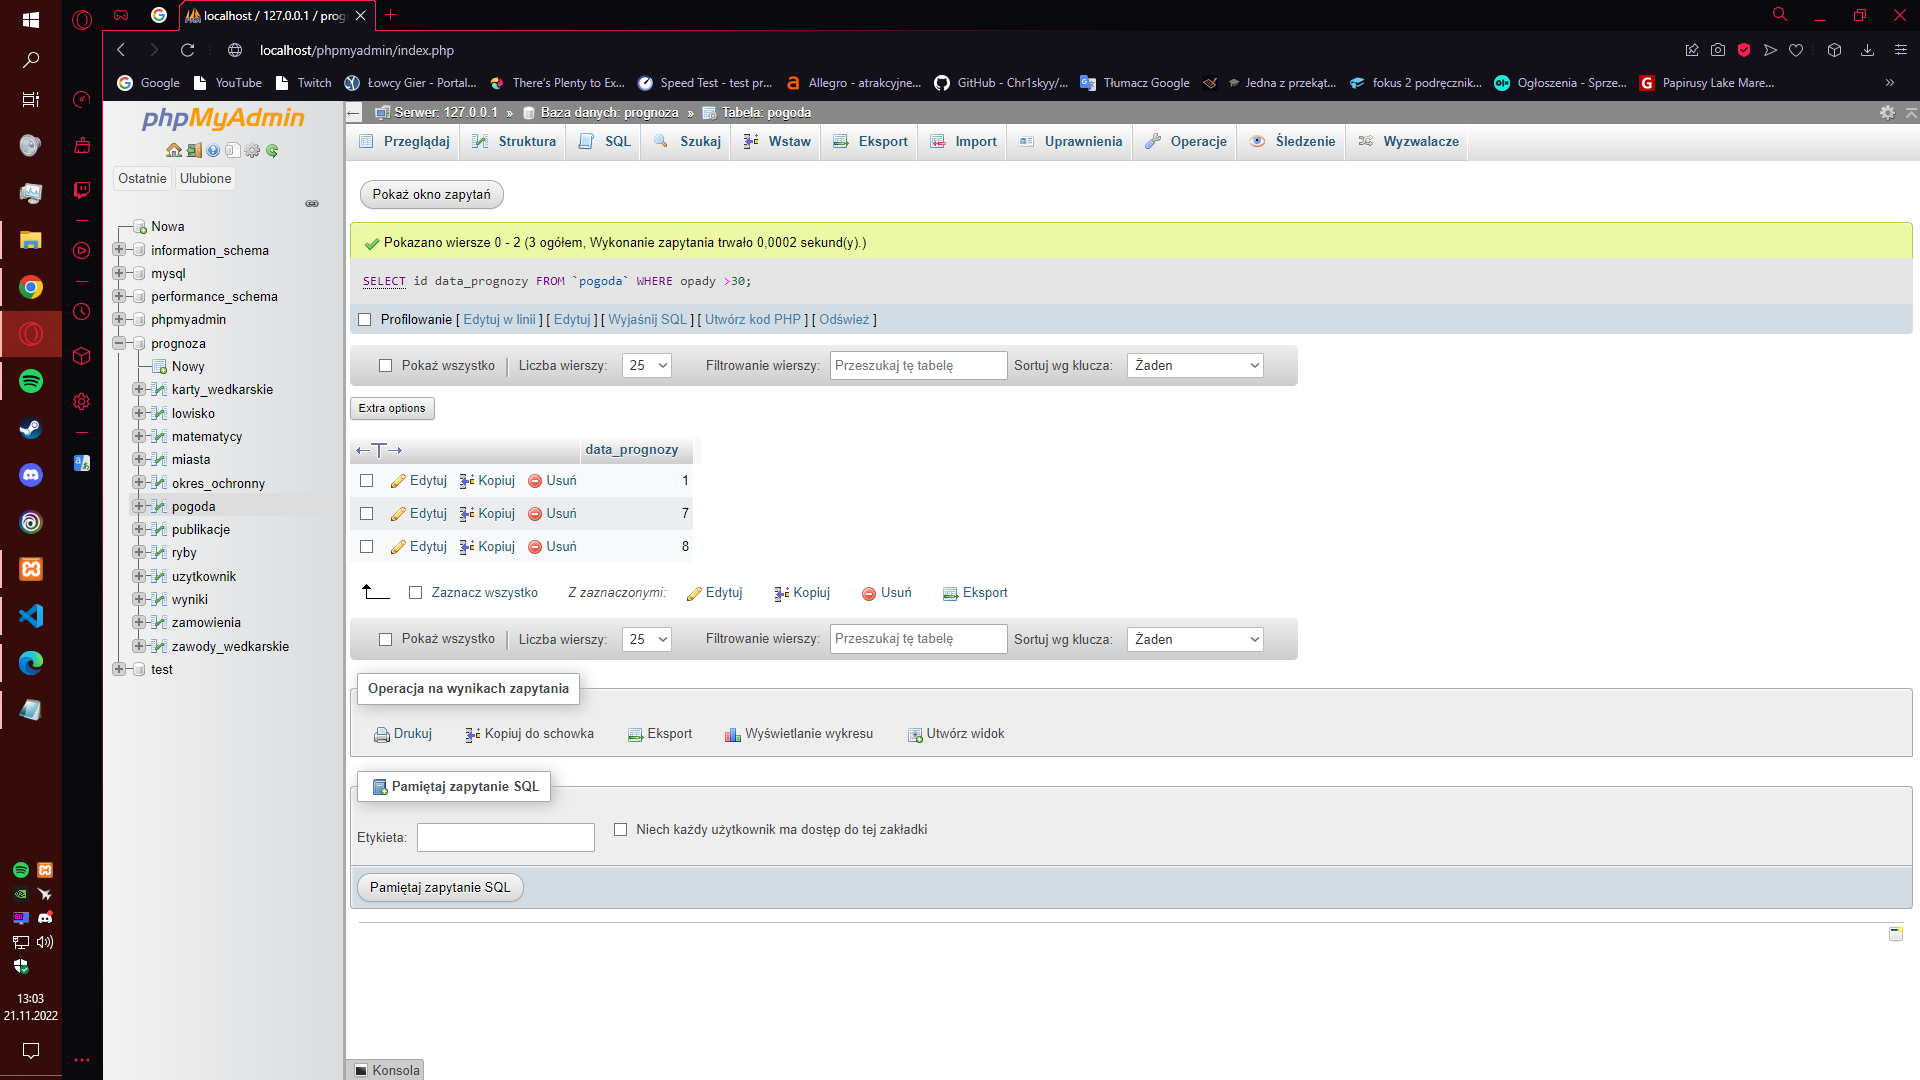 localhost / 127.0.0.1 / prog
localhost/phpmyadmin/index.php
Google
YouTube
Twitch
Łowcy Gier - Portal...
There's Plenty to Ex...
Speed Test - test pr...
Allegro - atrakcyjne...
GitHub - Chr1skyy/...
Tłumacz Google
Jedna z przekąt...
fokus 2 podręcznik...
Ogłoszenia - Sprze...
Papirusy Lake Mare...
»
phpMyAdmin
Ostatnie
Ulubione
Nowa
information_schema
mysql
performance_schema
phpmyadmin
prognoza
Nowy
karty_wedkarskie
lowisko
matematycy
miasta
okres_ochronny
pogoda
publikacje
ryby
uzytkownik
wyniki
zamowienia
zawody_wedkarskie
test
Serwer: 127.0.0.1 » Baza danych: prognoza » Tabela: pogoda
Przeglądaj
Struktura
SQL
Szukaj
Wstaw
Eksport
Import
Uprawnienia
Operacje
Śledzenie
Wyzwalacze
Pokaż okno zapytań
Pokazano wiersze 0 - 2 (3 ogółem, Wykonanie zapytania trwało 0,0002 sekund(y).)
SELECT id data_prognozy FROM `pogoda` WHERE opady >30;
Profilowanie [ Edytuj w linii ] [ Edytuj ] [ Wyjaśnij SQL ] [ Utwórz kod PHP ] [ Odśwież ]
Pokaż wszystko | Liczba wierszy: 25 Filtrowanie wierszy: Przeszukaj tę tabelę Sortuj wg klucza: Żaden
Extra options
←T→ data_prognozy
Edytuj Kopiuj Usuń 1
Edytuj Kopiuj Usuń 7
Edytuj Kopiuj Usuń 8
Zaznacz wszystko Z zaznaczonymi: Edytuj Kopiuj Usuń Eksport
Pokaż wszystko | Liczba wierszy: 25 Filtrowanie wierszy: Przeszukaj tę tabelę Sortuj wg klucza: Żaden
Operacja na wynikach zapytania
Drukuj Kopiuj do schowka Eksport Wyświetlanie wykresu Utwórz widok
Pamiętaj zapytanie SQL
Etykieta: Niech każdy użytkownik ma dostęp do tej zakładki
Pamiętaj zapytanie SQL
Konsola
13:03
21.11.2022